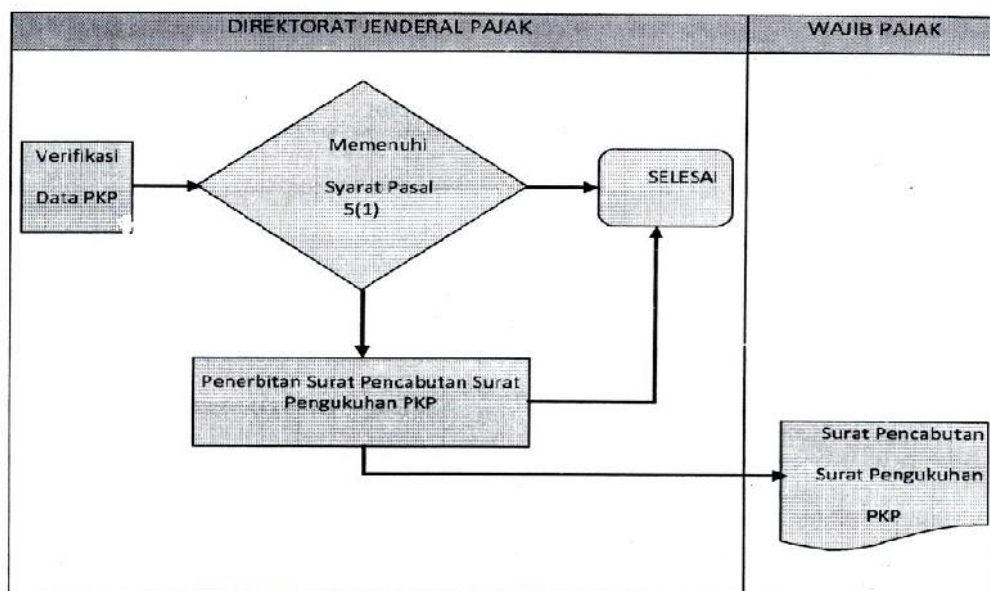 DIREKTORAT JENDERAL PAJAK
WAJIB PAJAK
Verifikasi
Data PKP
Memenuhi
Syarat Pasal
5(1)
SELESAI
Penerbitan Surat Pencabutan Surat
Pengukuhan PKP
Surat Pencabutan
Surat Pengukuhan
PKP